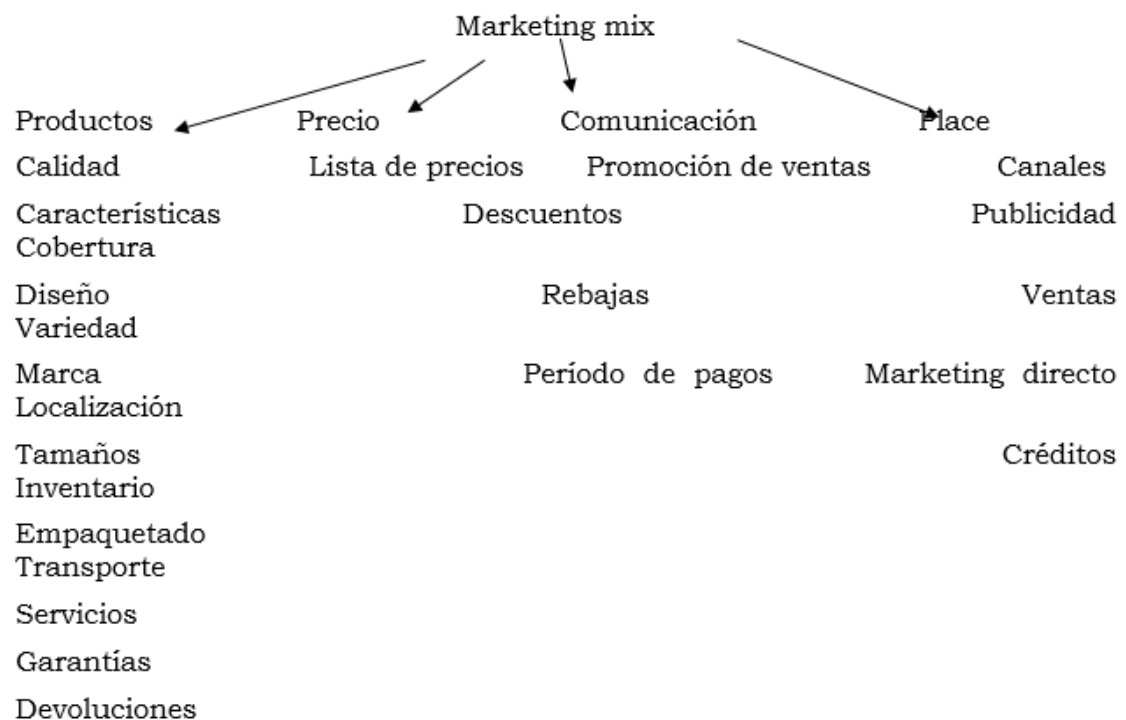 Marketing mix
Productos Precio Comunicación Place
Calidad Lista de precios Promoción de ventas Canales
Características Descuentos Publicidad
Cobertura
Diseño Rebajas Ventas
Variedad
Marca Período de pagos Marketing directo
Localización
Tamaños Créditos
Inventario
Empaquetado
Transporte
Servicios
Garantías
Devoluciones